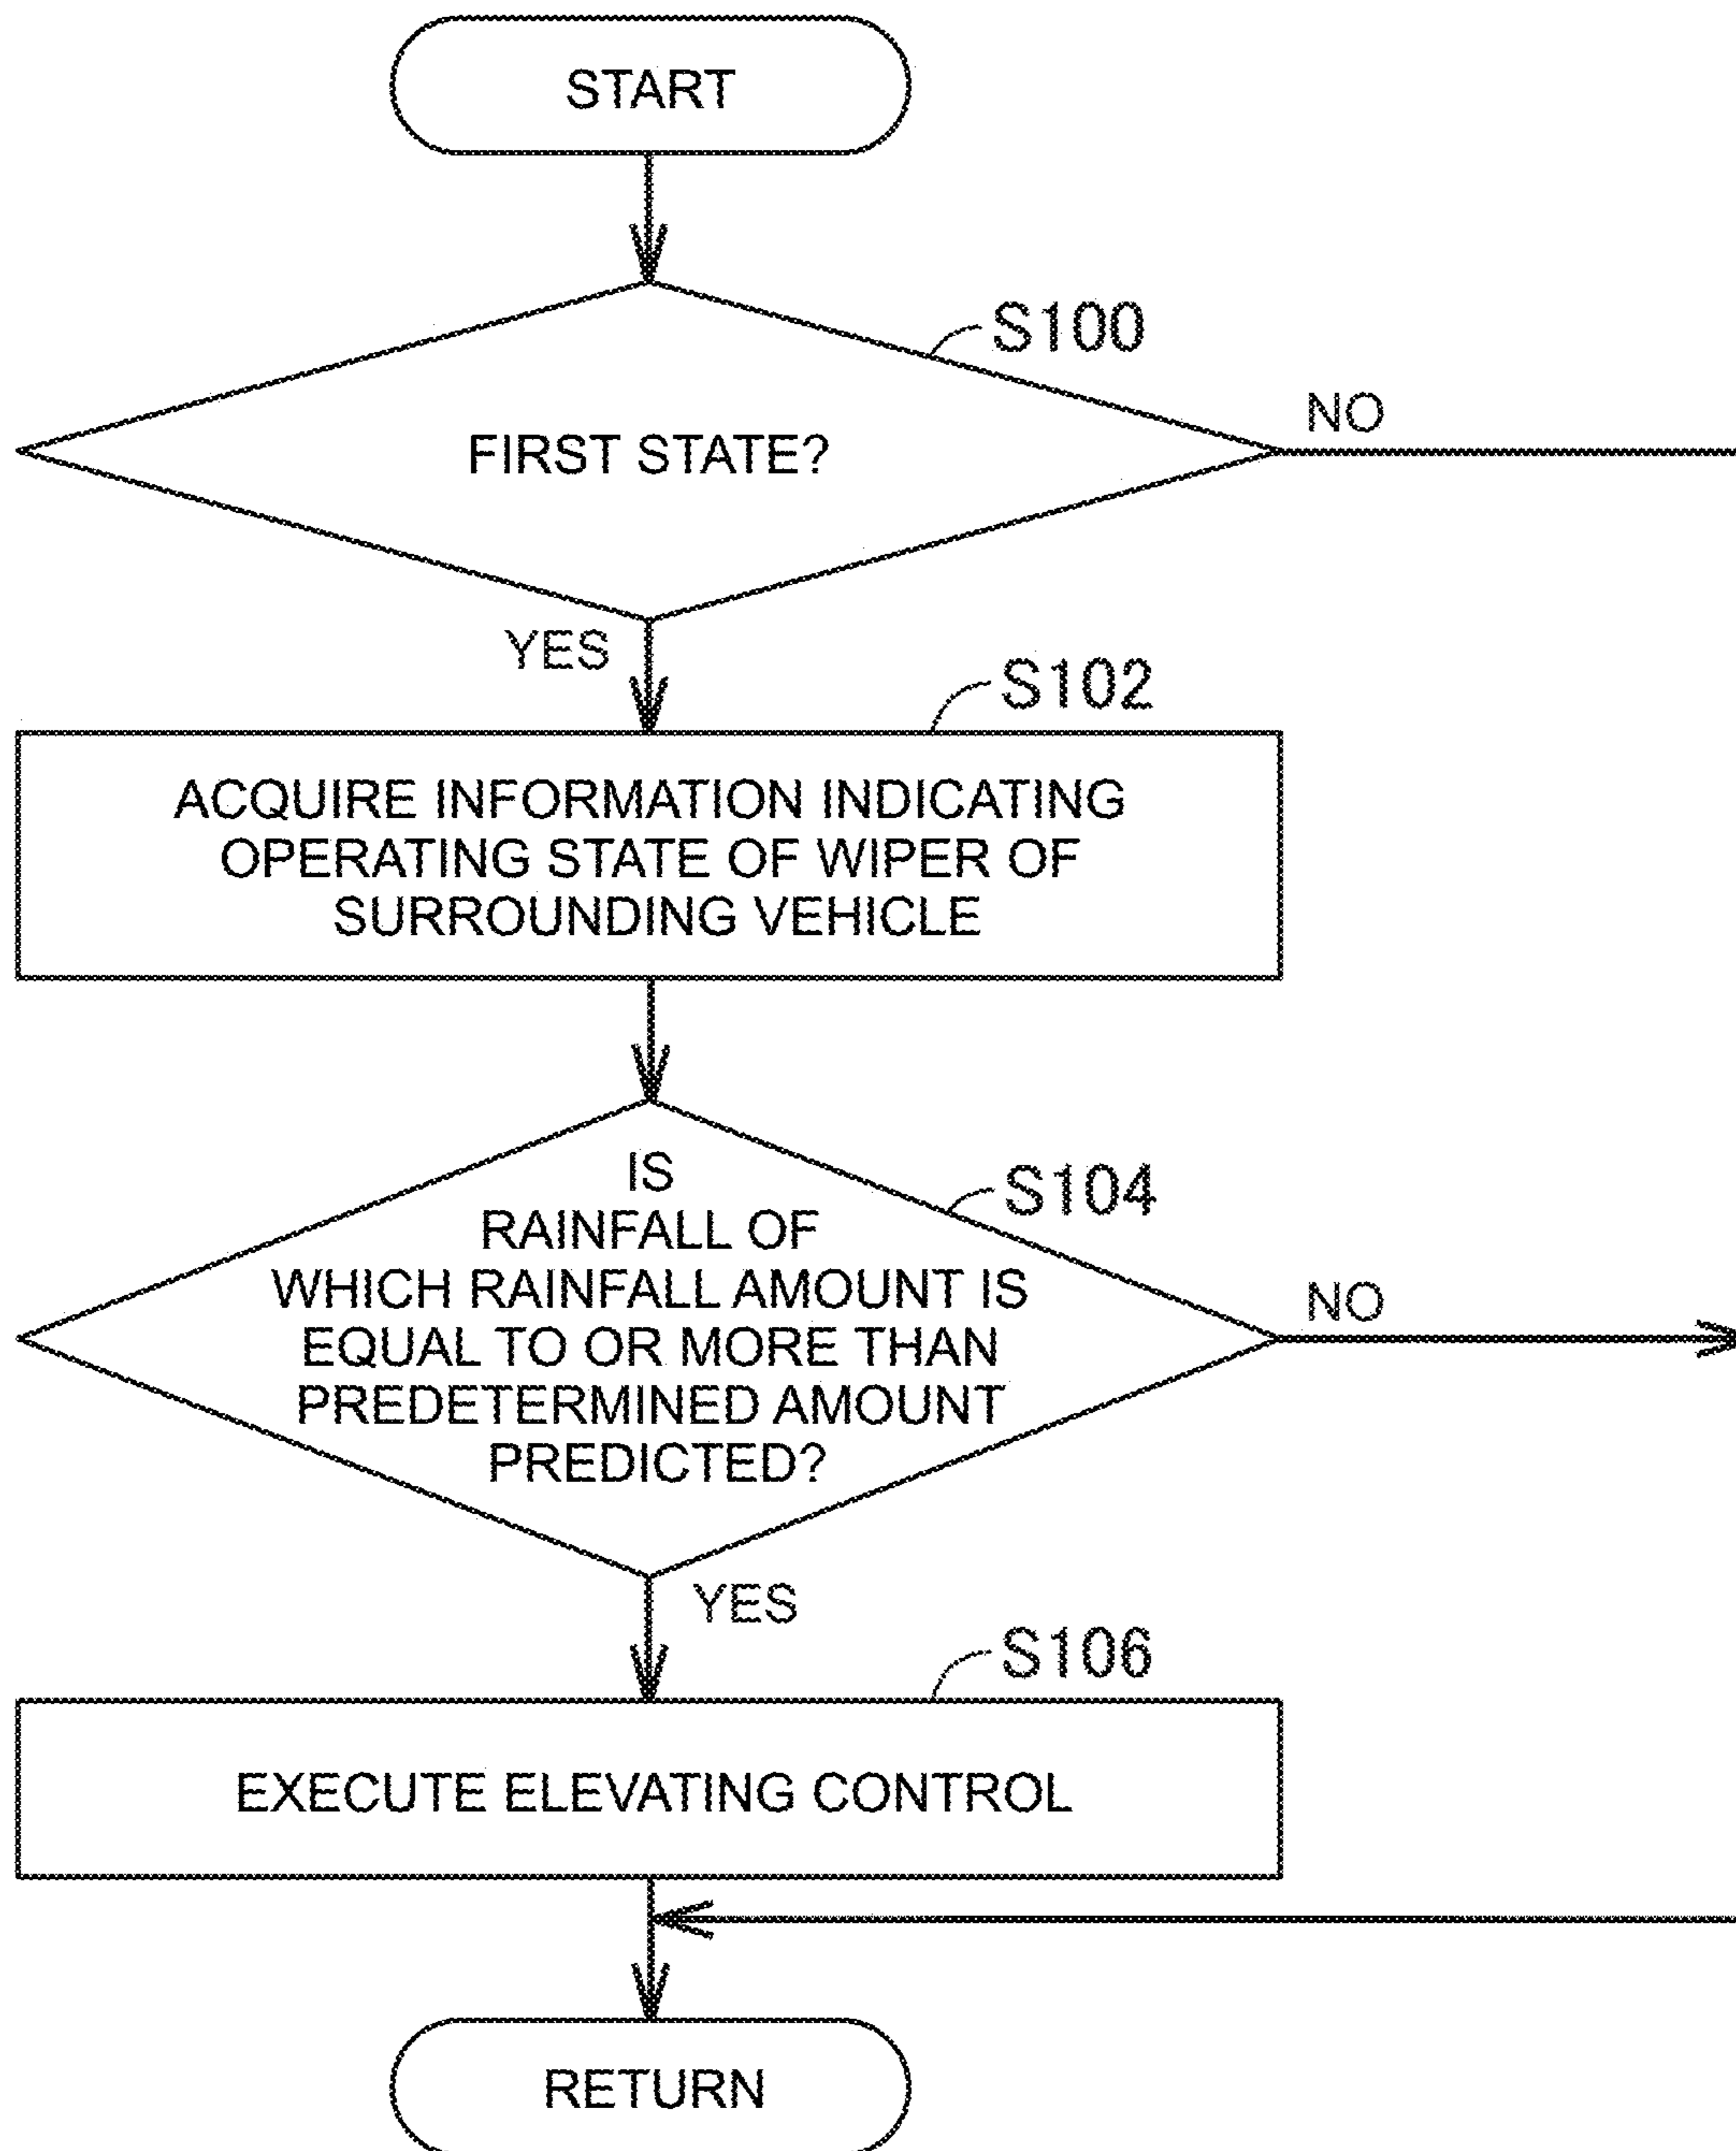 START
S100
FIRST STATE?
NO
YES
S102
ACQUIRE INFORMATION INDICATING
OPERATING STATE OF WIPER OF
SURROUNDING VEHICLE
IS
S104
RAINFALL OF
WHICH RAINFALL AMOUNT IS
EQUAL TO OR MORE THAN
PREDETERMINED AMOUNT
PREDICTED?
NO
YES
S106
EXECUTE ELEVATING CONTROL
RETURN